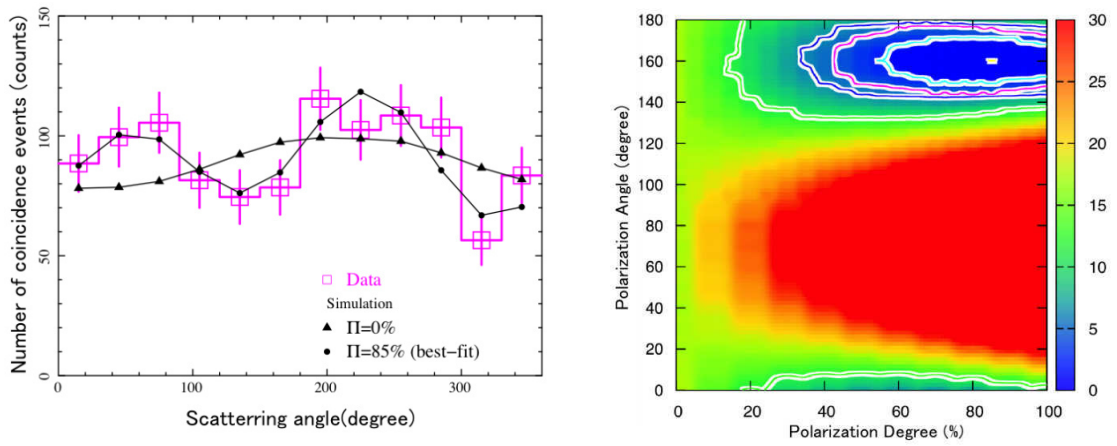 150
100
50
0
Number of coincidence events (counts)
Data
Simulation
Π=0%
Π=85% (best-fit)
0 100 200 300
Scatterring angle(degree)
180
160
140
120
100
80
60
40
20
0
Polarization Angle (degree)
0 20 40 60 80 100
Polarization Degree (%)
30
25
20
15
10
5
0